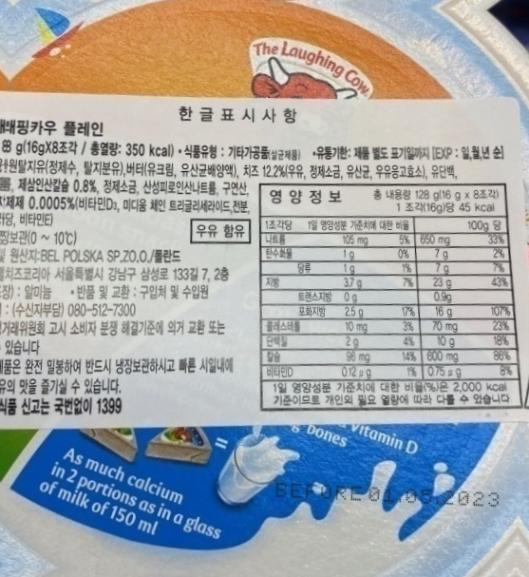 The Laughing Cow
한글표시사항
래핑카우 플레인
g(16gX8조각 / 총열량: 350 kcal) • 식품유형 : 기타가공품(살균제품) •유통기한: 제품 별도 표기일까지 [EXP : 일,월,년 순]
탈지유(정제수, 탈지분유),버터(유크림, 유산균배양액), 치즈 12.2%(우유, 정제소금, 유산균, 우유응고효소), 유단백,
제삼인산칼슘 0.8%, 정제소금, 산성피로인산나트륨, 구연산,
제제 0.0005%(비타민D₃, 미디움 체인 트리글리세라이드,전분,
당, 비타민E)
우유 함유
보관(0 ~ 10℃)
원산지:BEL POLSKA SP.ZO.O./폴란드
치즈코리아 서울특별시 강남구 삼성로 133길 7, 2층
장) : 알미늄 • 반품 및 교환 : 구입처 및 수입원
: (수신자부담) 080-512-7300
거래위원회 고시 소비자 분쟁 해결기준에 의거 교환 또는
있습니다
제품은 완전 밀봉하여 반드시 냉장보관하시고 빠른 시일내에
유의 맛을 즐기실 수 있습니다.
식품 신고는 국번없이 1399
영양정보 총 내용량 128 g(16 g x 8조각)
1 조각(16g)당 45 kcal
1조각당 1일 영양성분 기준치에 대한 비율 100g 당
나트륨 105 mg 5% 650 mg 33%
탄수화물 1 g 0% 7 g 2%
당류 1 g 1% 7 g 7%
지방 3.7 g 7% 23 g 43%
트랜스지방 0 g 0.9g
포화지방 2.5 g 17% 16 g 107%
콜레스테롤 10 mg 3% 70 mg 23%
단백질 2 g 4% 10 g 18%
칼슘 96 mg 14% 600 mg 86%
비타민D 0.12 μg 1% 0.75 μg 8%
1일 영양성분 기준치에 대한 비율(%)은 2,000 kcal
기준이므로 개인의 필요 열량에 따라 다를 수 있습니다
Vitamin D
bones
As much calcium
in 2 portions as in a glass
of milk of 150 ml
=
BEFORE 01.05.2023